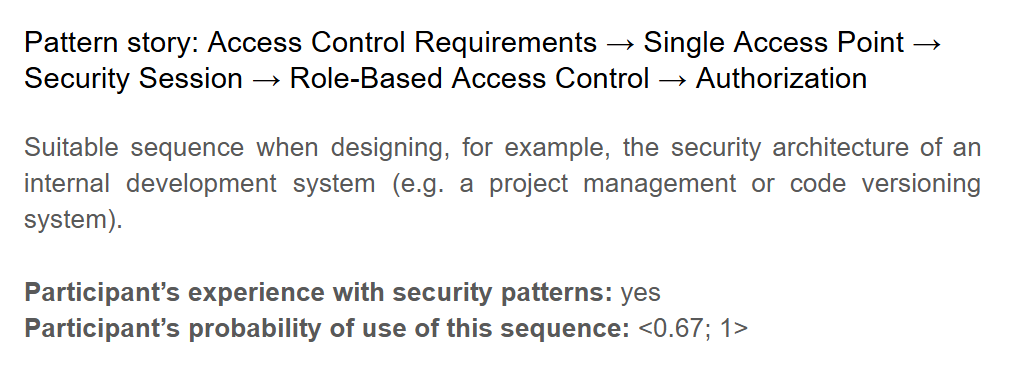 Pattern story: Access Control Requirements → Single Access Point →
Security Session → Role-Based Access Control → Authorization
Suitable sequence when designing, for example, the security architecture of an
internal development system (e.g. a project management or code versioning
system).
Participant’s experience with security patterns: yes
Participant’s probability of use of this sequence: <0.67; 1>